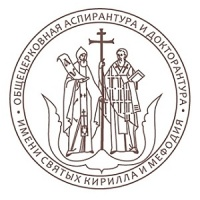 ОБЩЕЦЕРКОВНАЯ АСПИРАНТУРА И ДОКТОРАНТУРА
ИМЕНИ СВЯТЫХ КИРИЛЛА И МЕФОДИЯ